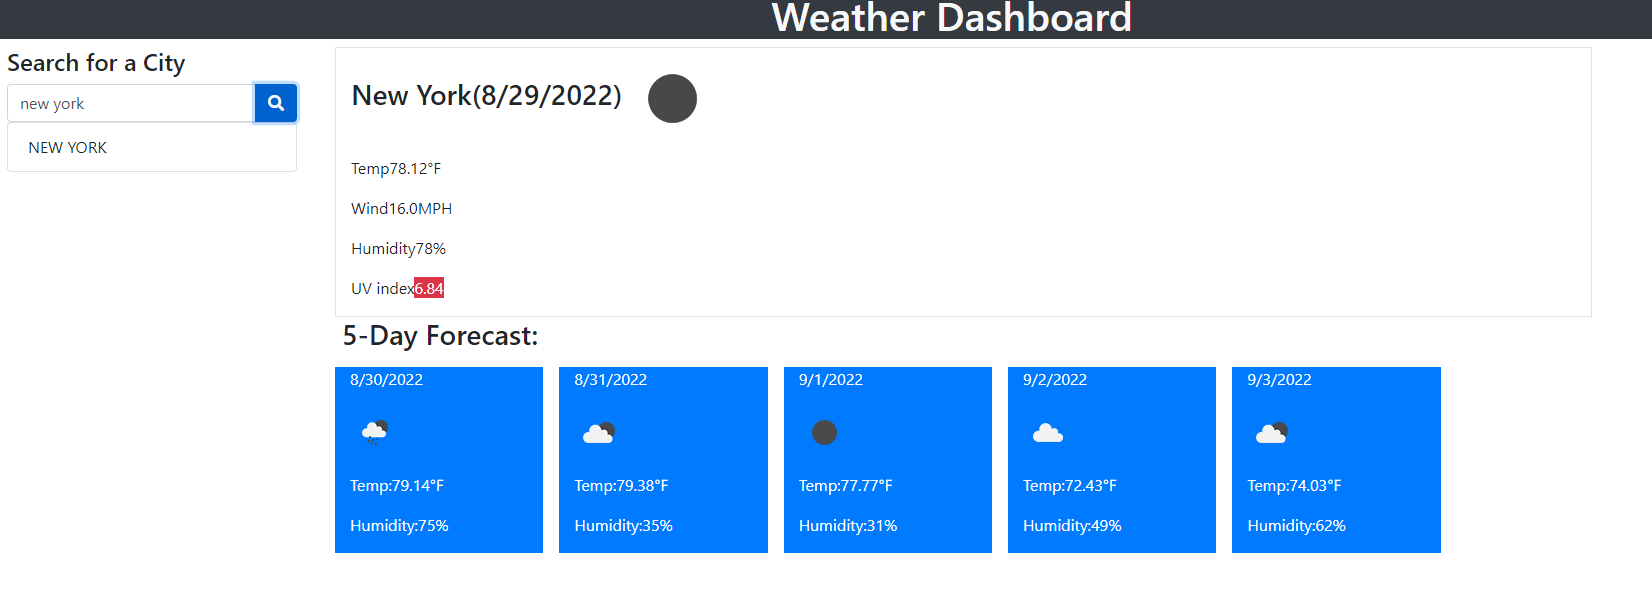 Weather Dashboard
Search for a City
new york
NEW YORK
New York(8/29/2022)
Temp78.12°F
Wind16.0MPH
Humidity78%
UV index6.84
5-Day Forecast:
8/30/2022
Temp:79.14°F
Humidity:75%
8/31/2022
Temp:79.38°F
Humidity:35%
9/1/2022
Temp:77.77°F
Humidity:31%
9/2/2022
Temp:72.43°F
Humidity:49%
9/3/2022
Temp:74.03°F
Humidity:62%